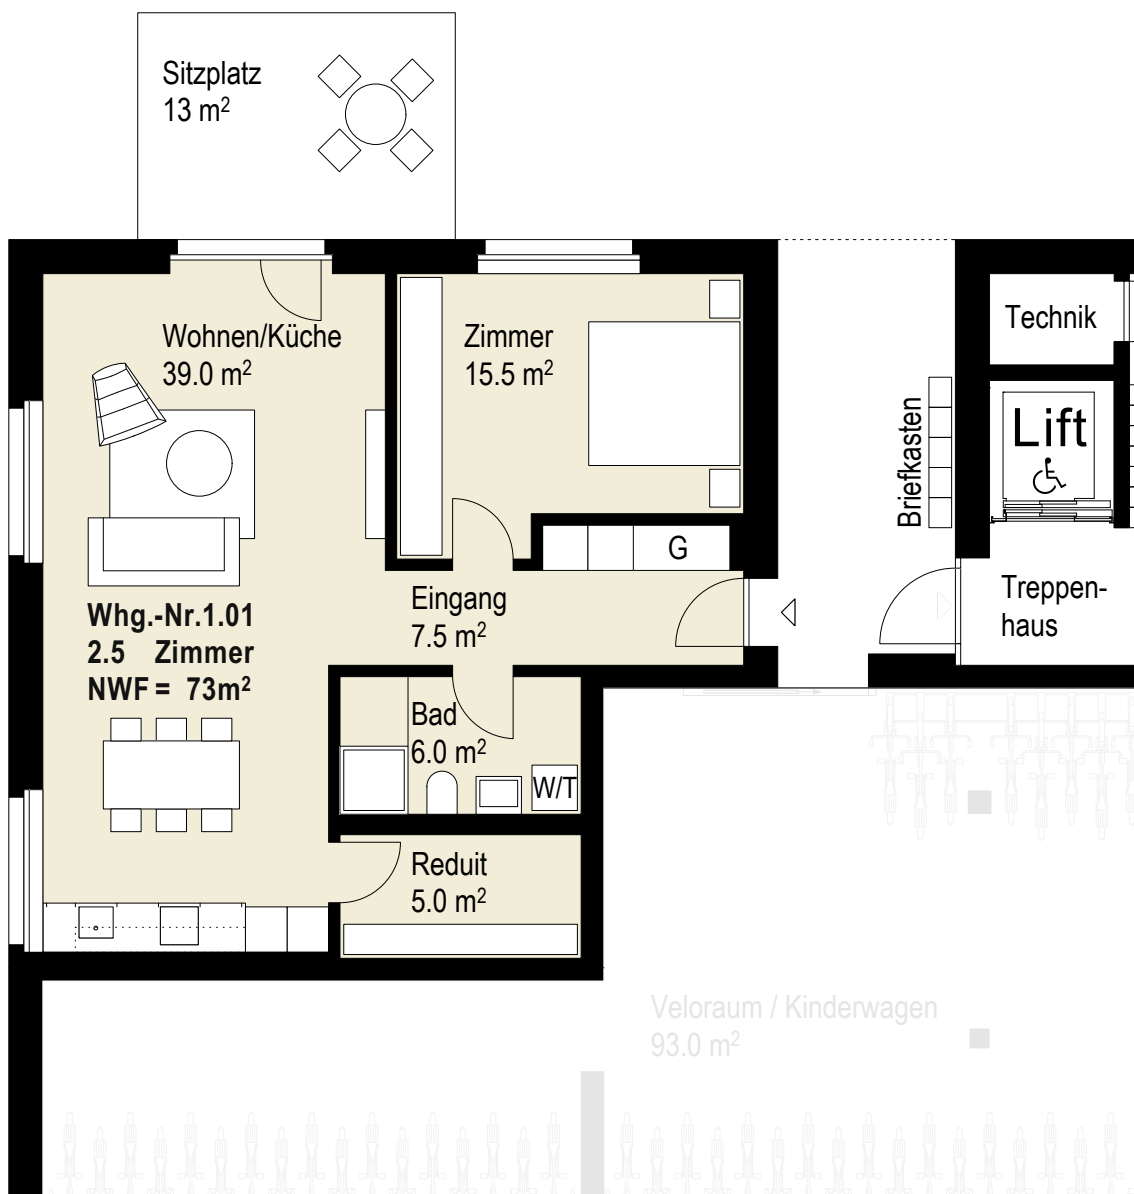 Sitzplatz
13 m²
Wohnen/Küche
39.0 m²
Zimmer
15.5 m²
Technik
Lift
Briefkasten
G
Eingang
7.5 m²
Treppen-
haus
Whg.-Nr.1.01
2.5 Zimmer
NWF = 73m²
Bad
6.0 m²
W/T
Reduit
5.0 m²
Veloraum / Kinderwagen
93.0 m²